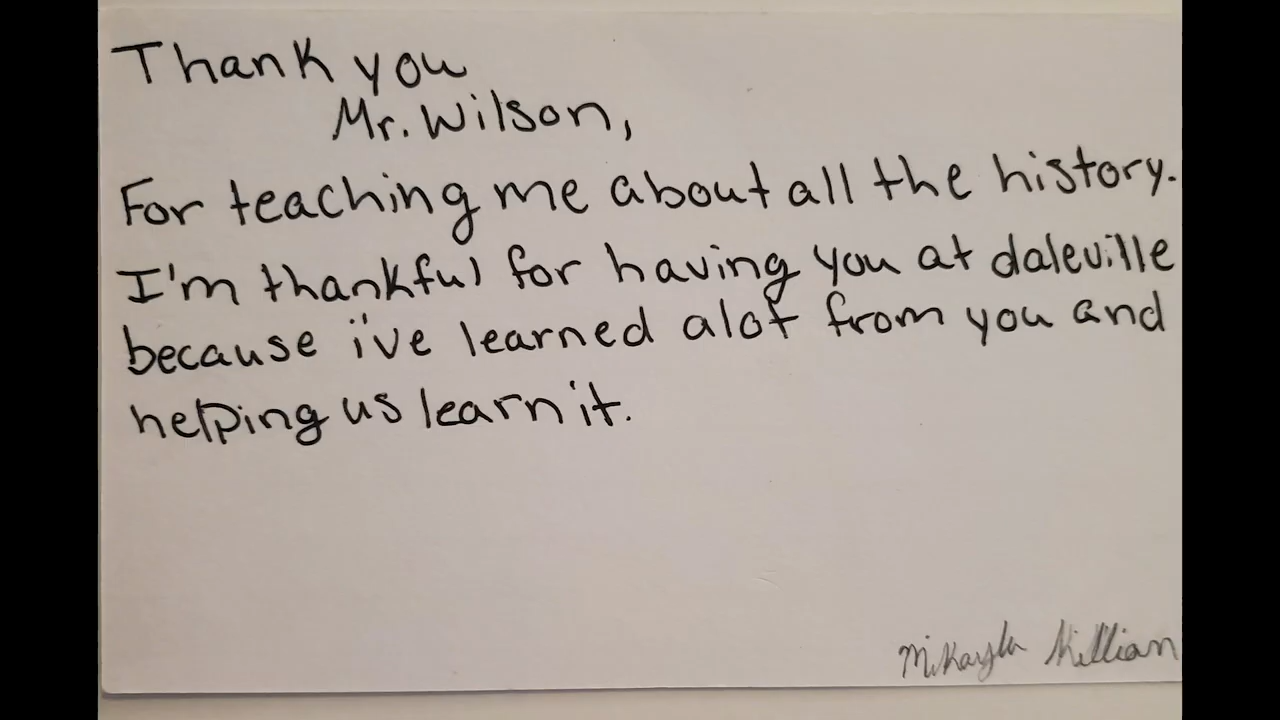 Thank you
Mr. Wilson,
For teaching me about all the history.
I'm thankful for having you at daleville
because i've learned alot from you and
helping us learn it.
Mikayla Killian